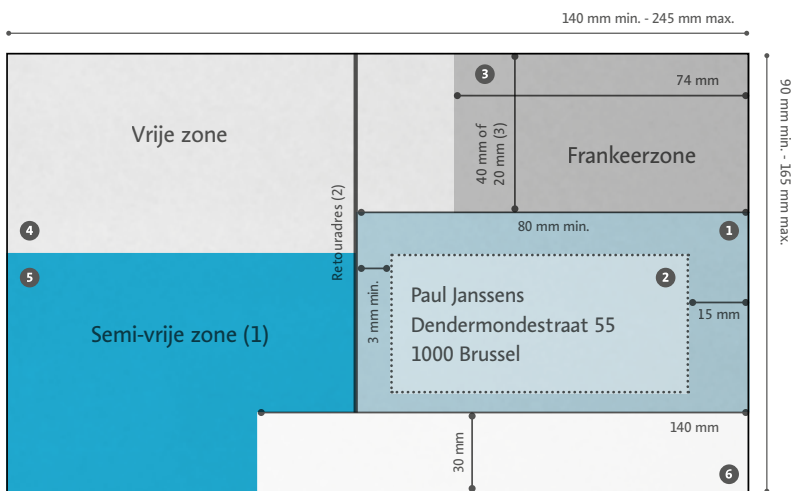 140 mm min. - 245 mm max.
3
74 mm
90 mm min. - 165 mm max.
Vrije zone
40 mm of
20 mm (3)
Frankeerzone
Retouradres (2)
4
80 mm min.
1
5
2
3 mm min.
Paul Janssens
Dendermondestraat 55
1000 Brussel
15 mm
Semi-vrije zone (1)
140 mm
30 mm
6